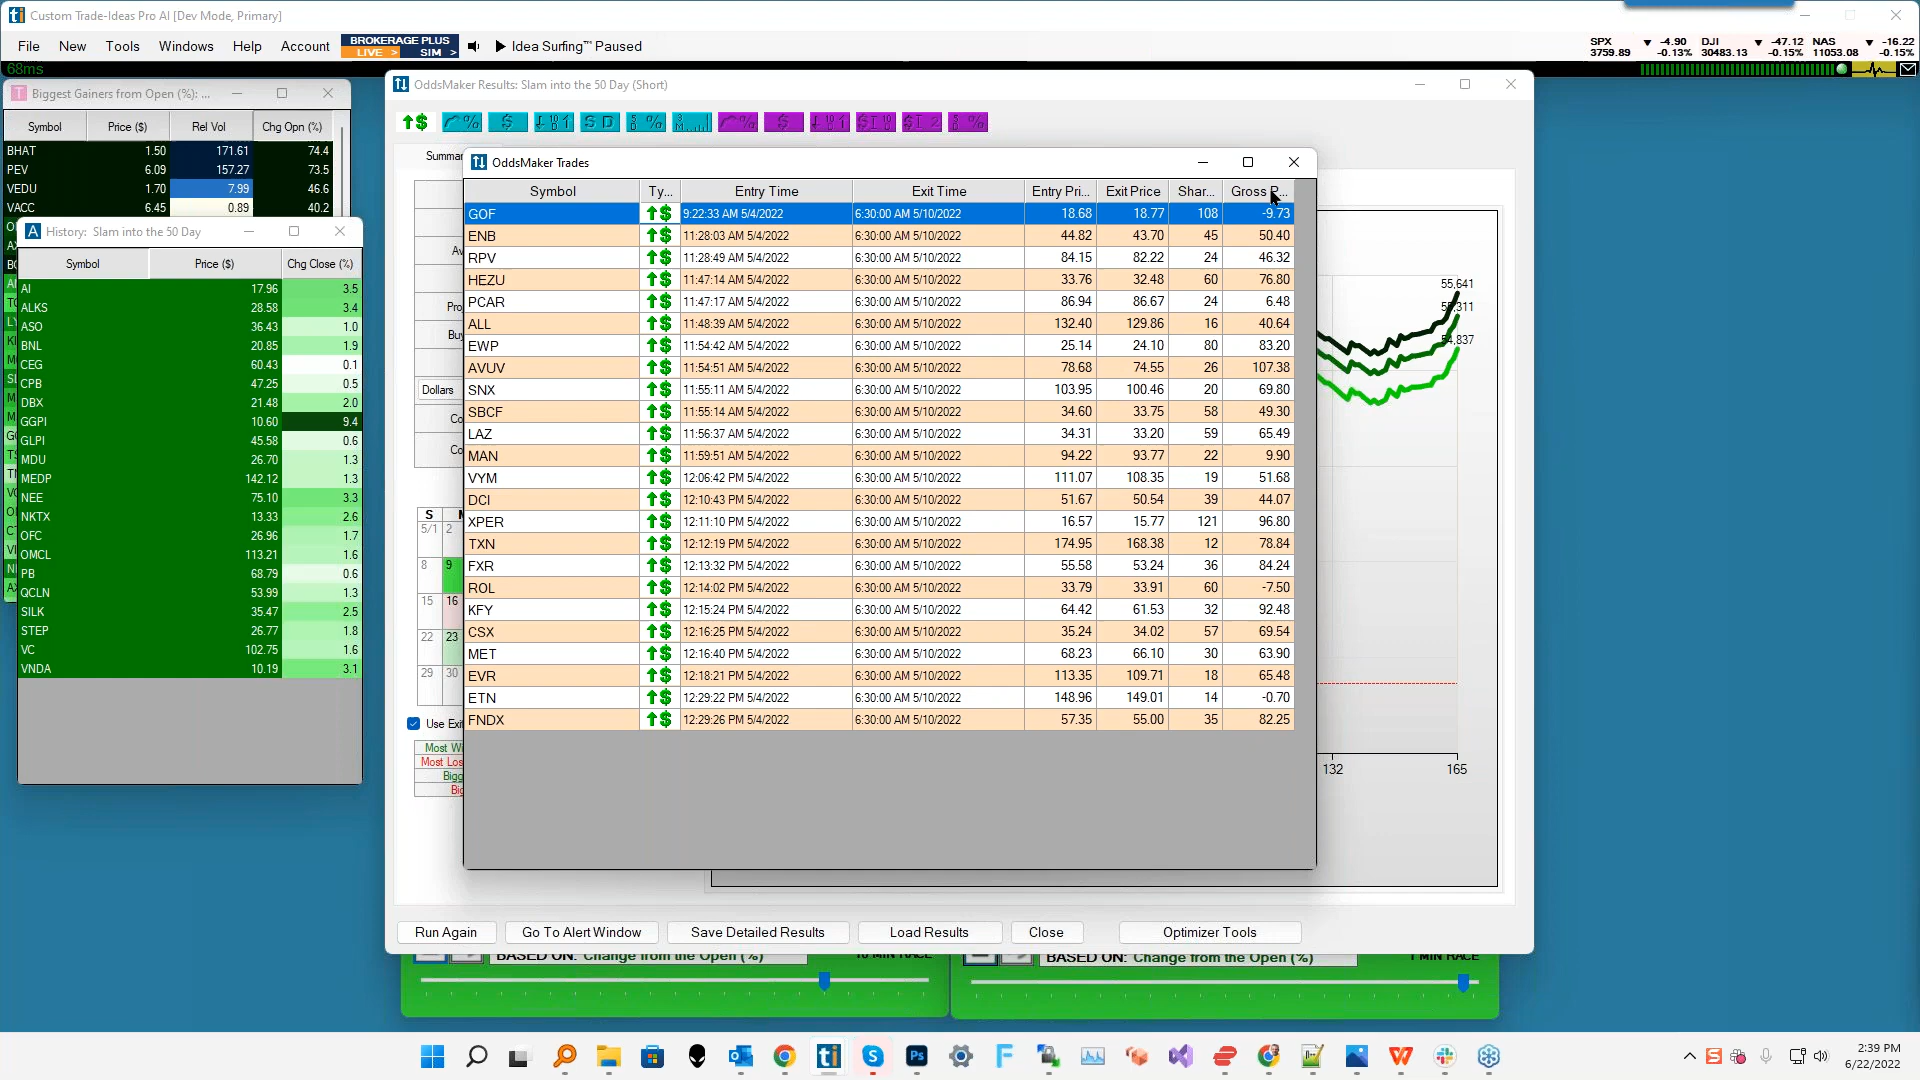 Custom Trade-Ideas Pro AI [Dev Mode, Primary]
File New Tools Windows Help Account BROKERAGE PLUS LIVE > SIM > Idea Surfing™ Paused
SPX -4.90 DJI -47.12 NAS -16.22
3759.89 -0.13% 30483.13 -0.15% 11053.08 -0.15%
68ms
Biggest Gainers from Open (%): ...
Symbol Price ($) Rel Vol Chg Opn (%)
BHAT 1.50 171.61 74.4
PEV 6.09 157.27 73.5
VEDU 1.70 7.99 46.6
VACC 6.45 0.89 40.2
History: Slam into the 50 Day
Symbol Price ($) Chg Close (%)
AI 17.96 3.5
ALKS 28.58 3.4
ASO 36.43 1.0
BNL 20.85 1.9
CEG 60.43 0.1
CPB 47.25 0.5
DBX 21.48 2.0
GGPI 10.60 9.4
GLPI 45.58 0.6
MDU 26.70 1.3
MEDP 142.12 1.3
NEE 75.10 3.3
NKTX 13.33 2.6
OFC 26.96 1.7
OMCL 113.21 1.6
PB 68.79 0.6
QCLN 53.99 1.3
SILK 35.47 2.5
STEP 26.77 1.8
VC 102.75 1.6
VNDA 10.19 3.1
OddsMaker Results: Slam into the 50 Day (Short)
OddsMaker Trades
Symbol Ty... Entry Time Exit Time Entry Pri... Exit Price Shar... Gross P...
GOF 9:22:33 AM 5/4/2022 6:30:00 AM 5/10/2022 18.68 18.77 108 -9.73
ENB 11:28:03 AM 5/4/2022 6:30:00 AM 5/10/2022 44.82 43.70 45 50.40
RPV 11:28:49 AM 5/4/2022 6:30:00 AM 5/10/2022 84.15 82.22 24 46.32
HEZU 11:47:14 AM 5/4/2022 6:30:00 AM 5/10/2022 33.76 32.48 60 76.80
PCAR 11:47:17 AM 5/4/2022 6:30:00 AM 5/10/2022 86.94 86.67 24 6.48
ALL 11:48:39 AM 5/4/2022 6:30:00 AM 5/10/2022 132.40 129.86 16 40.64
EWP 11:54:42 AM 5/4/2022 6:30:00 AM 5/10/2022 25.14 24.10 80 83.20
AVUV 11:54:51 AM 5/4/2022 6:30:00 AM 5/10/2022 78.68 74.55 26 107.38
SNX 11:55:11 AM 5/4/2022 6:30:00 AM 5/10/2022 103.95 100.46 20 69.80
SBCF 11:55:14 AM 5/4/2022 6:30:00 AM 5/10/2022 34.60 33.75 58 49.30
LAZ 11:56:37 AM 5/4/2022 6:30:00 AM 5/10/2022 34.31 33.20 59 65.49
MAN 11:59:51 AM 5/4/2022 6:30:00 AM 5/10/2022 94.22 93.77 22 9.90
VYM 12:06:42 PM 5/4/2022 6:30:00 AM 5/10/2022 111.07 108.35 19 51.68
DCI 12:10:43 PM 5/4/2022 6:30:00 AM 5/10/2022 51.67 50.54 39 44.07
XPER 12:11:10 PM 5/4/2022 6:30:00 AM 5/10/2022 16.57 15.77 121 96.80
TXN 12:12:19 PM 5/4/2022 6:30:00 AM 5/10/2022 174.95 168.38 12 78.84
FXR 12:13:32 PM 5/4/2022 6:30:00 AM 5/10/2022 55.58 53.24 36 84.24
ROL 12:14:02 PM 5/4/2022 6:30:00 AM 5/10/2022 33.79 33.91 60 -7.50
KFY 12:15:24 PM 5/4/2022 6:30:00 AM 5/10/2022 64.42 61.53 32 92.48
CSX 12:16:25 PM 5/4/2022 6:30:00 AM 5/10/2022 35.24 34.02 57 69.54
MET 12:16:40 PM 5/4/2022 6:30:00 AM 5/10/2022 68.23 66.10 30 63.90
EVR 12:18:21 PM 5/4/2022 6:30:00 AM 5/10/2022 113.35 109.71 18 65.48
ETN 12:29:22 PM 5/4/2022 6:30:00 AM 5/10/2022 148.96 149.01 14 -0.70
FNDX 12:29:26 PM 5/4/2022 6:30:00 AM 5/10/2022 57.35 55.00 35 82.25
Dollars
S
5/1 2
8 9
15 16
22 23
29 30
55,641
132 165
Run Again Go To Alert Window Save Detailed Results Load Results Close Optimizer Tools
BASED ON: Change from the Open (%)
BASED ON: Change from the Open (%) 1 MIN RACE
2:39 PM
6/22/2022